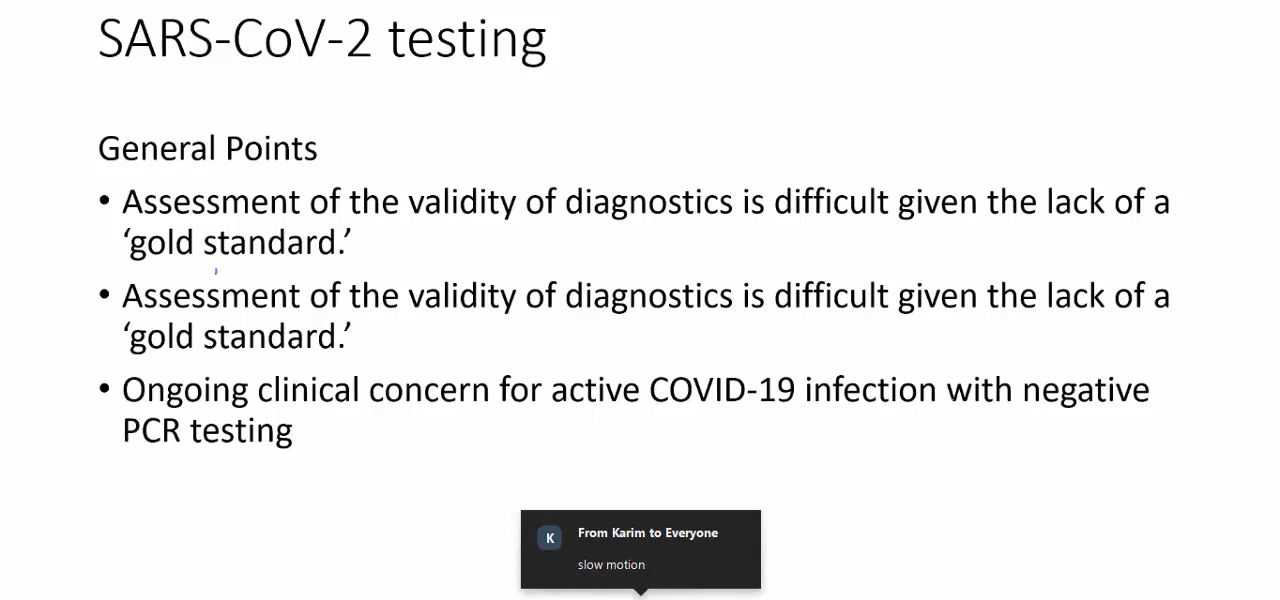 SARS-CoV-2 testing
General Points
• Assessment of the validity of diagnostics is difficult given the lack of a
‘gold standard.’
• Assessment of the validity of diagnostics is difficult given the lack of a
‘gold standard.’
• Ongoing clinical concern for active COVID-19 infection with negative
PCR testing
K
From Karim to Everyone
slow motion